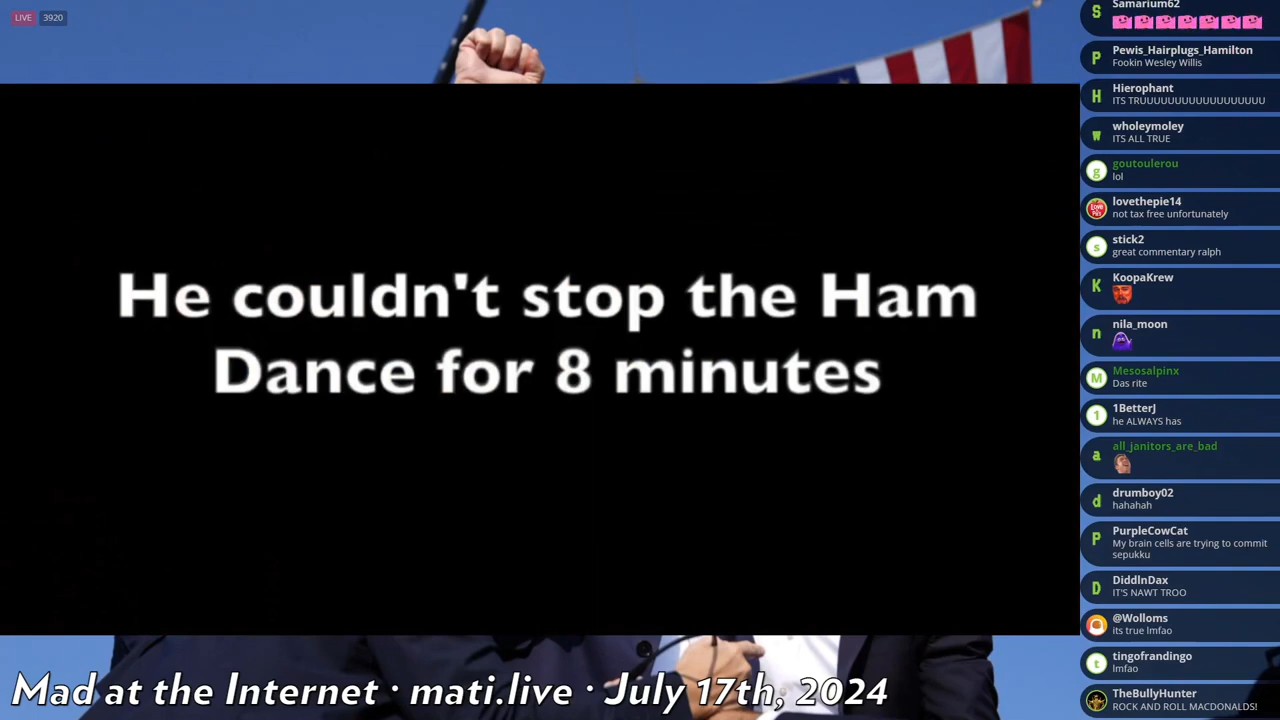 LIVE 3920
He couldn't stop the Ham
Dance for 8 minutes
Mad at the Internet · mati.live · July 17th, 2024
Samarium62
Pewis_Hairplugs_Hamilton
Fookin Wesley Willis
Hierophant
ITS TRUUUUUUUUUUUUUUUUUU
wholeymoley
ITS ALL TRUE
goutoulerou
lol
lovethepie14
not tax free unfortunately
stick2
great commentary ralph
KoopaKrew
nila_moon
Mesosalpinx
Das rite
1BetterJ
he ALWAYS has
all_janitors_are_bad
drumboy02
hahahah
PurpleCowCat
My brain cells are trying to commit
sepukku
DiddlnDax
IT'S NAWT TROO
@Wolloms
its true lmfao
tingofrandingo
lmfao
TheBullyHunter
ROCK AND ROLL MACDONALDS!